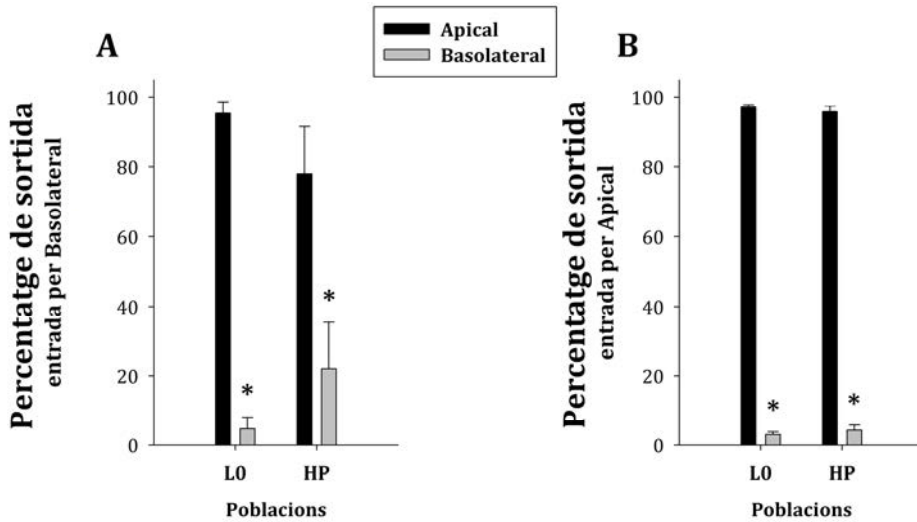 Apical
Basolateral
A
Percentatge de sortida
entrada per Basolateral
100
80
60
40
20
0
*
*
L0
HP
Poblacions
B
Percentatge de sortida
entrada per Apical
100
80
60
40
20
0
*
*
L0
HP
Poblacions